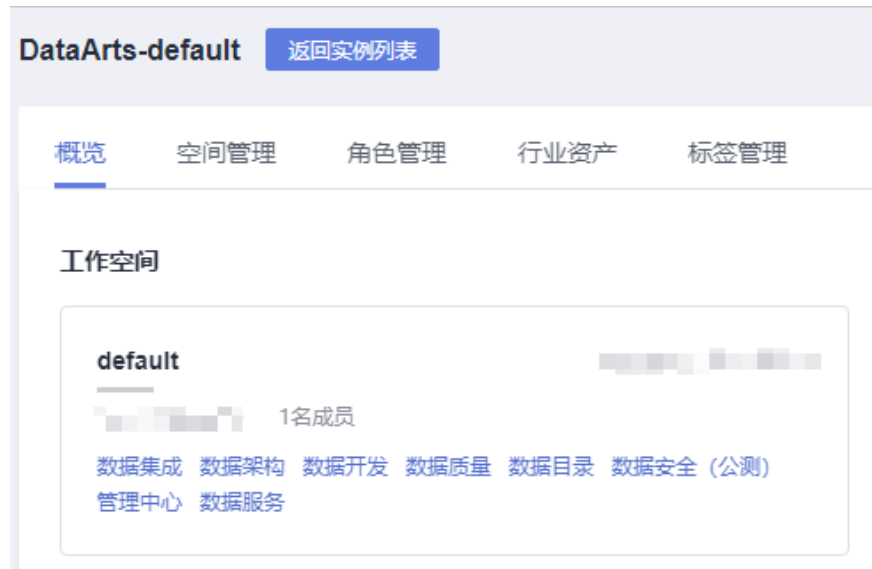 DataArts-default 返回实例列表
概览 空间管理 角色管理 行业资产 标签管理
工作空间
default
1名成员
数据集成 数据架构 数据开发 数据质量 数据目录 数据安全（公测）
管理中心 数据服务